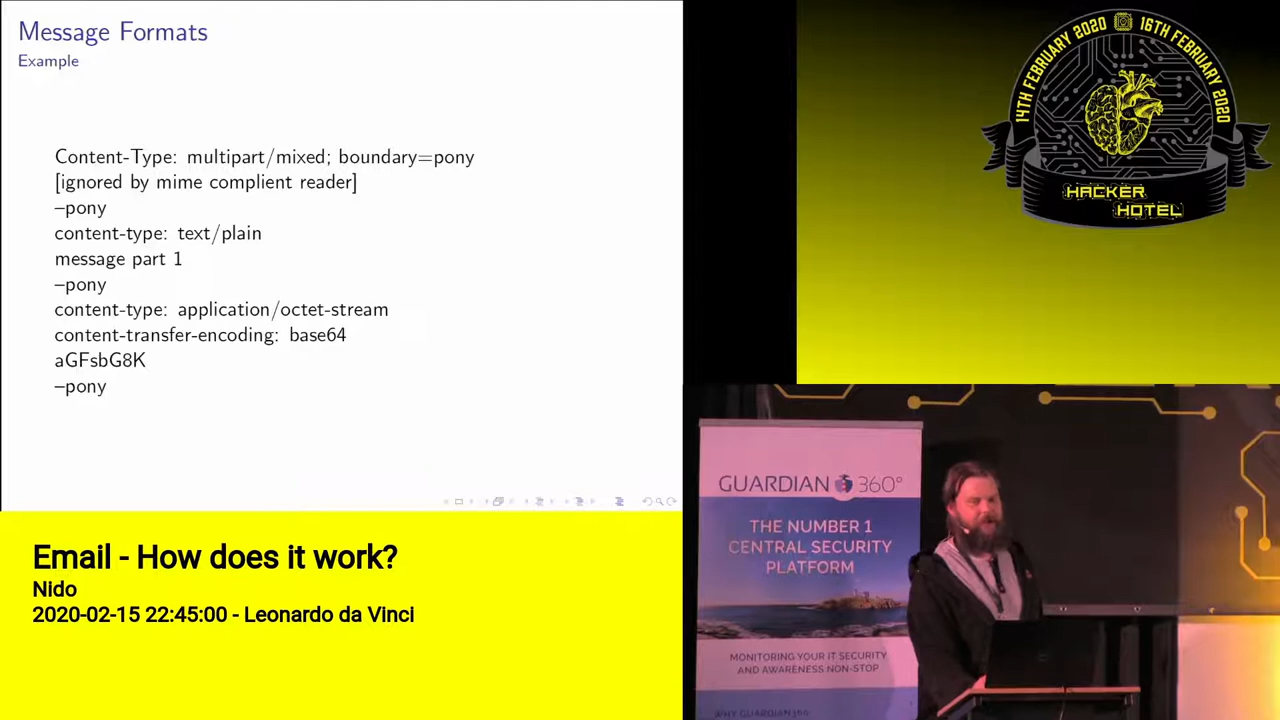 Message Formats
Example
Content-Type: multipart/mixed; boundary=pony
[ignored by mime complient reader]
–pony
content-type: text/plain
message part 1
–pony
content-type: application/octet-stream
content-transfer-encoding: base64
aGFsbG8K
–pony
14TH FEBRUARY 2020 16TH FEBRUARY 2020
HACKER
HOTEL
GUARDIAN 360°
THE NUMBER 1
CENTRAL SECURITY
PLATFORM
MONITORING YOUR IT SECURITY
AND AWARENESS NON-STOP
WHY GUARDIAN360
Email - How does it work?
Nido
2020-02-15 22:45:00 - Leonardo da Vinci